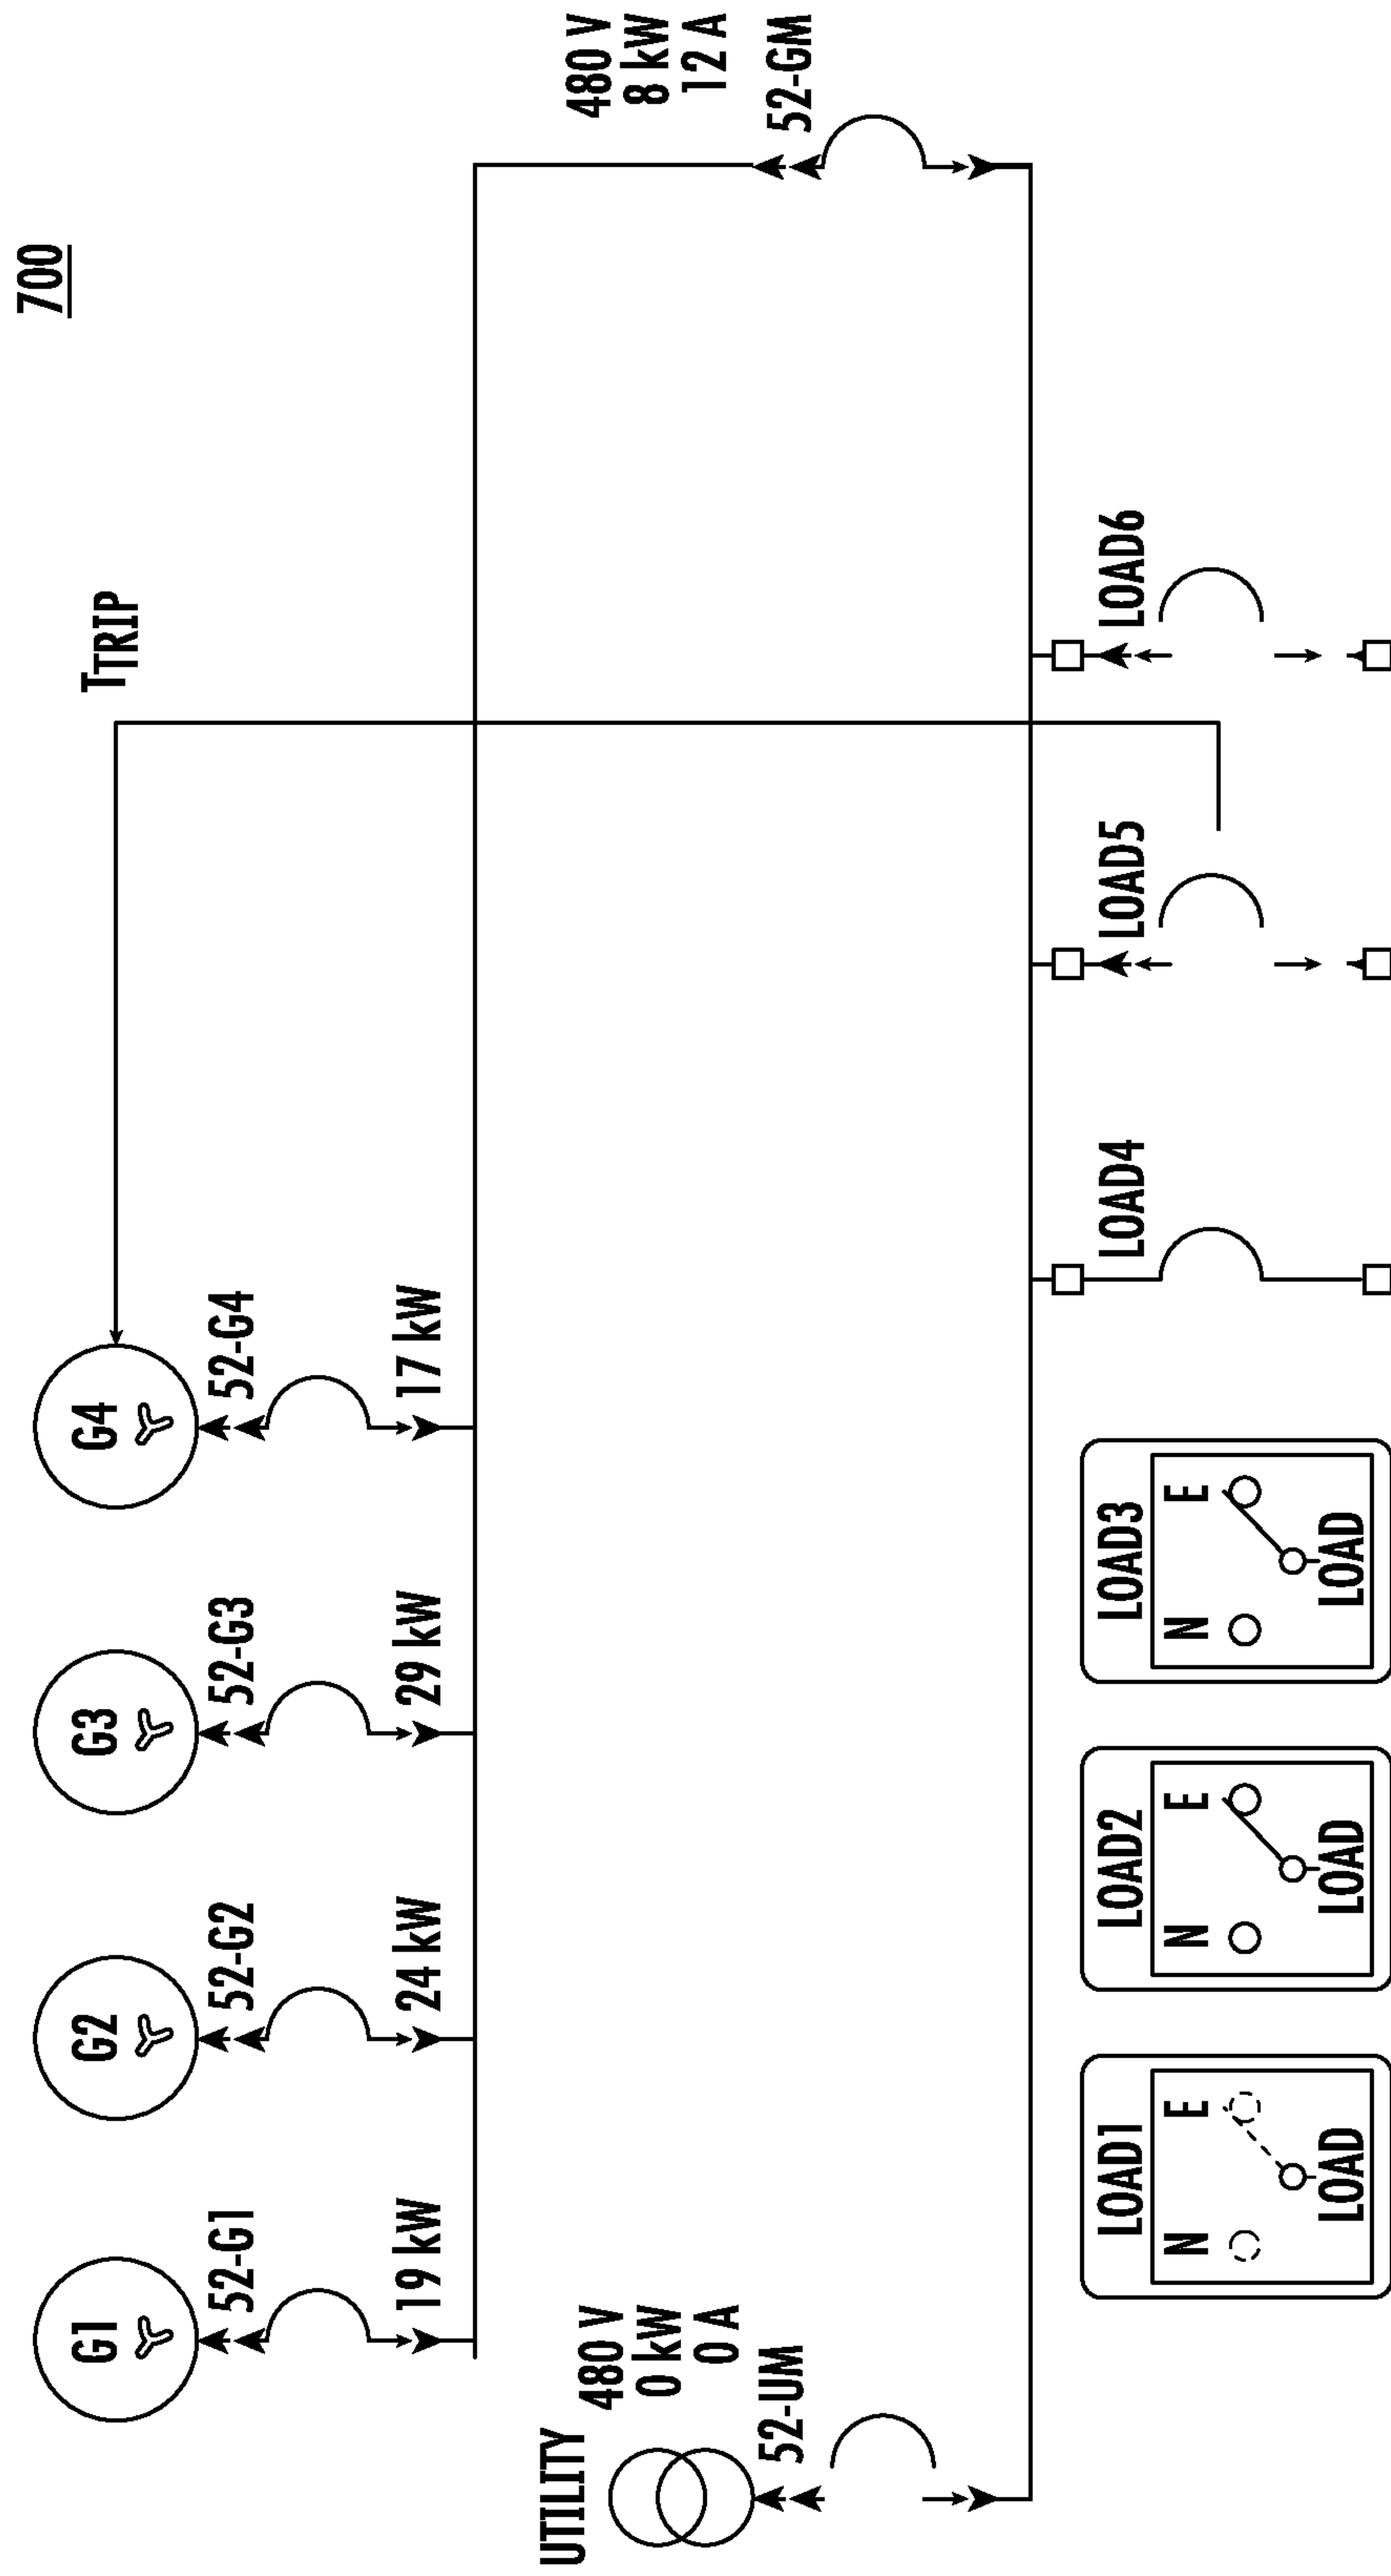 700
T TRIP
G1
G2
G3
G4
52-G1
52-G2
52-G3
52-G4
19 kW
24 kW
29 kW
17 kW
UTILITY
480 V
0 kW
0 A
52-UM
480 V
8 kW
12 A
52-GM
LOAD1
N E
LOAD
LOAD2
N E
LOAD
LOAD3
N E
LOAD
LOAD4
LOAD5
LOAD6